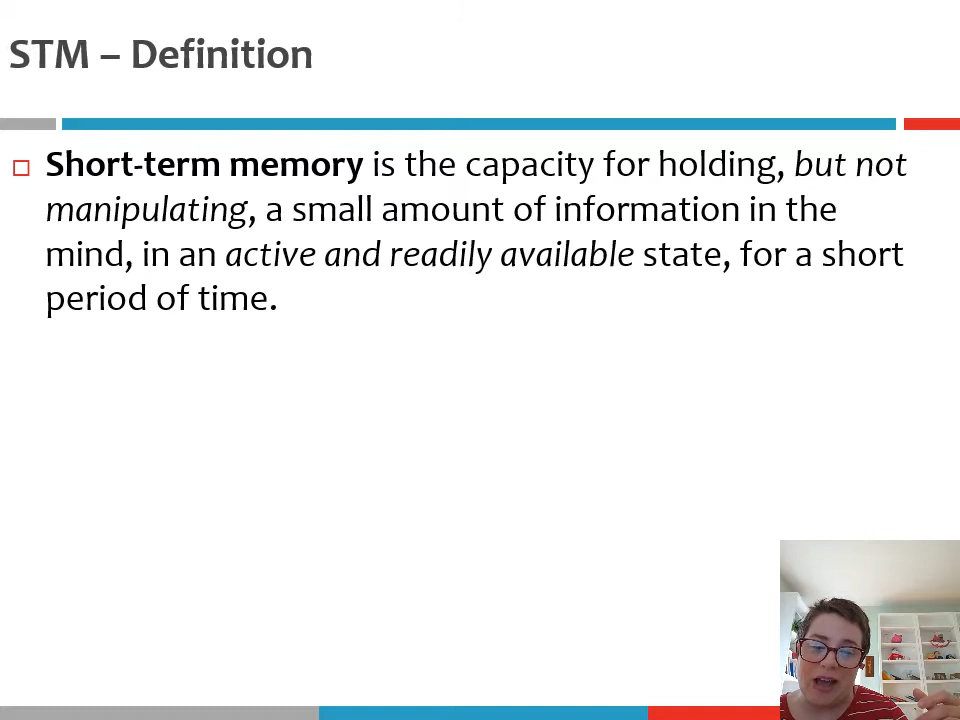 STM – Definition
Short-term memory is the capacity for holding, but not
manipulating, a small amount of information in the
mind, in an active and readily available state, for a short
period of time.